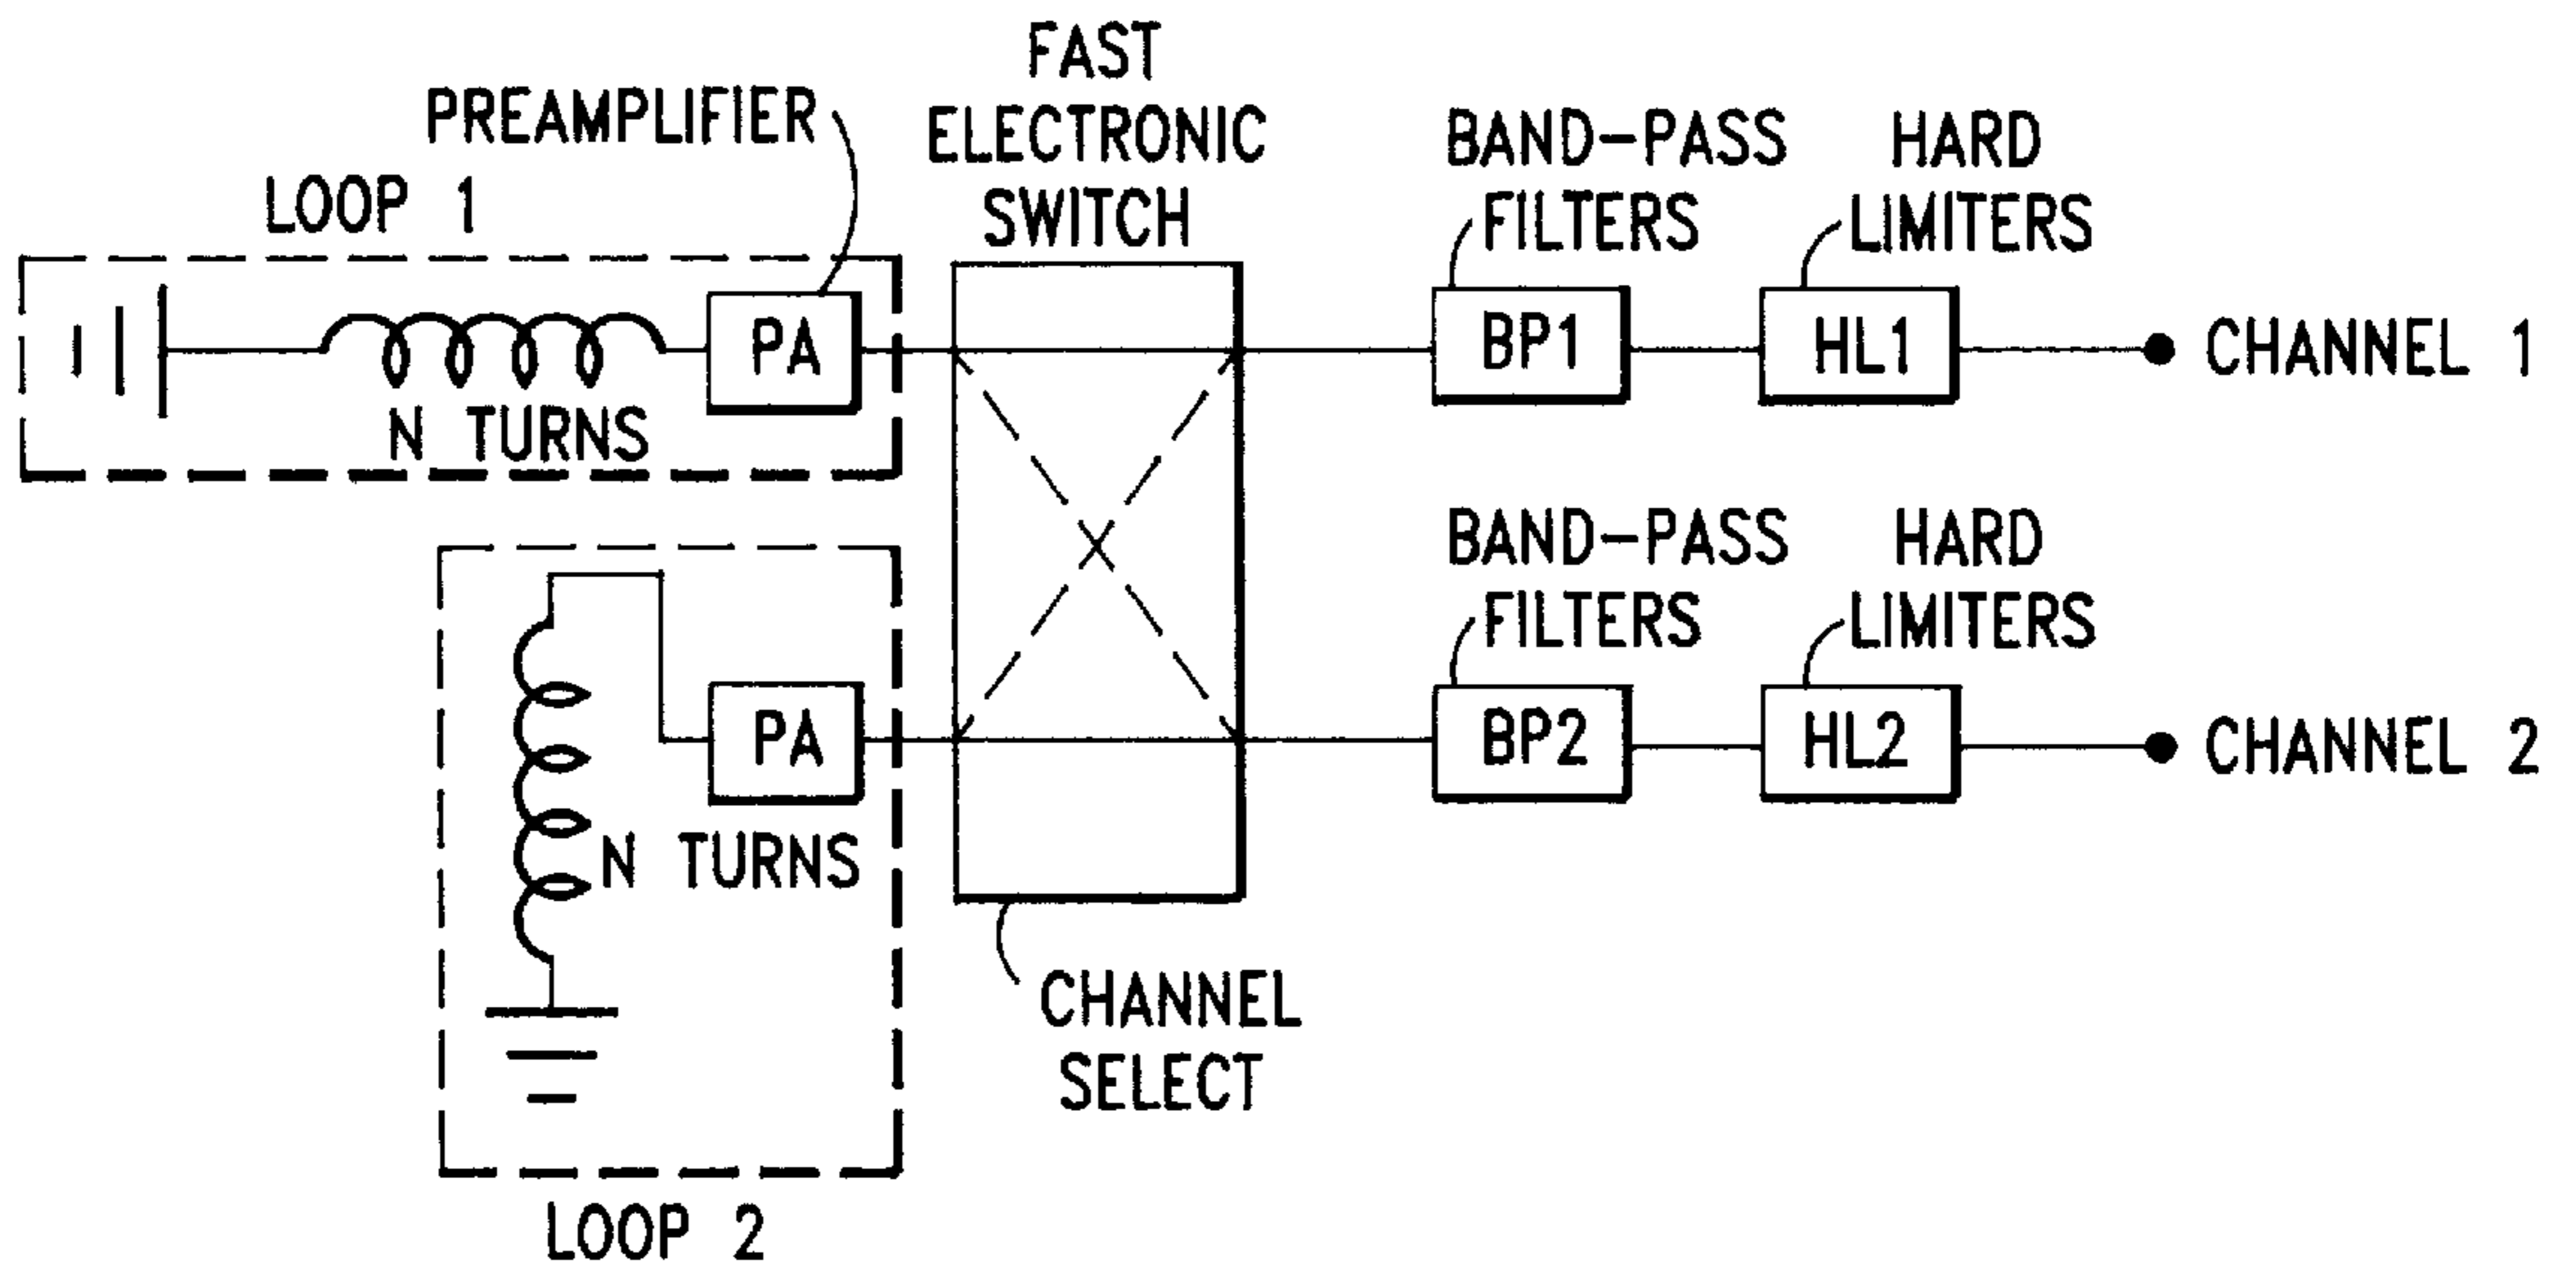 FAST
ELECTRONIC
SWITCH
PREAMPLIFIER
LOOP 1
BAND-PASS
FILTERS
HARD
LIMITERS
PA
BP1
HL1
CHANNEL 1
N TURNS
BAND-PASS
FILTERS
HARD
LIMITERS
PA
BP2
HL2
CHANNEL 2
N TURNS
CHANNEL
SELECT
LOOP 2